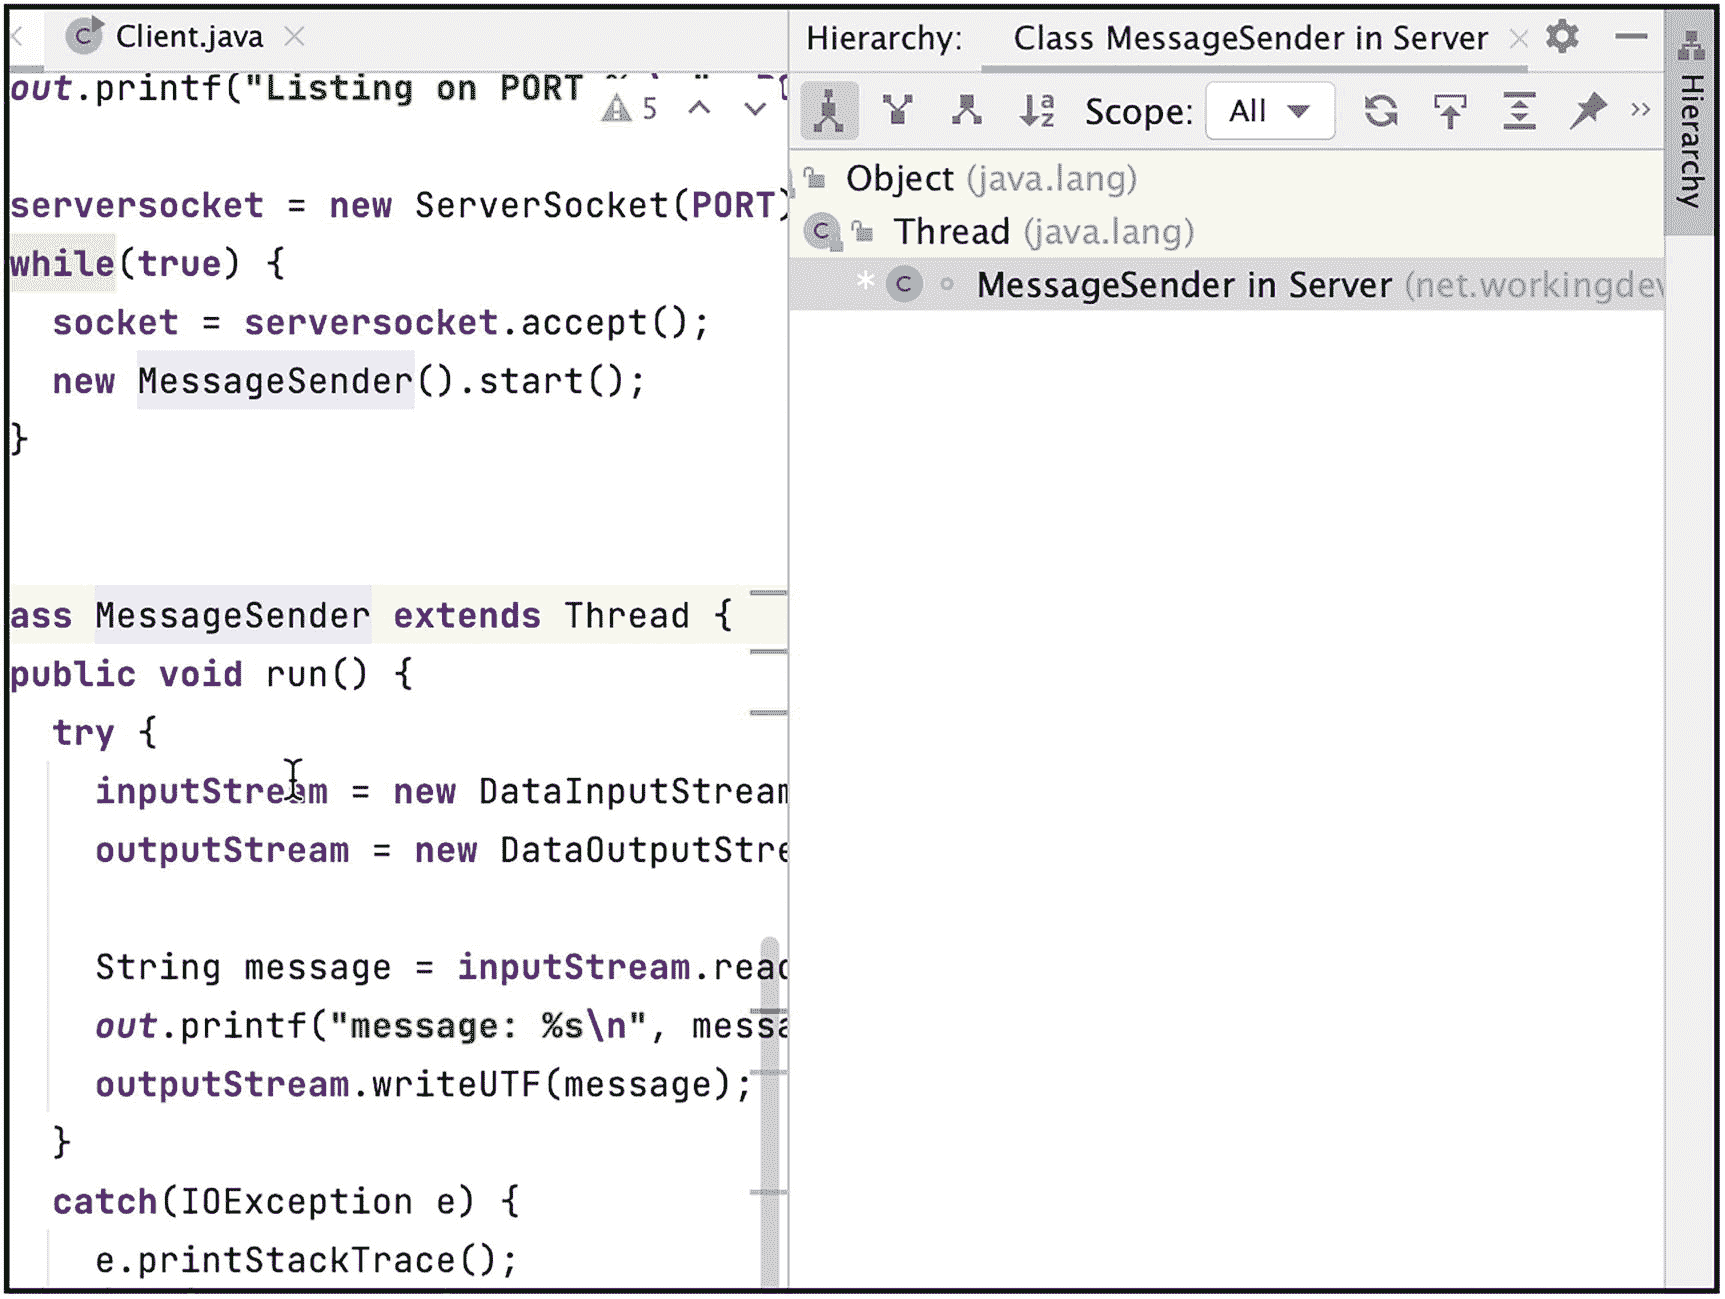 Client.java
out.printf("Listing on PORT
5
serversocket = new ServerSocket(PORT)
while(true) {
socket = serversocket.accept();
new MessageSender().start();
}
ass MessageSender extends Thread {
public void run() {
try {
inputStream = new DataInputStream
outputStream = new DataOutputStre
String message = inputStream.read
out.printf("message: %s\n", messa
outputStream.writeUTF(message);
}
catch(IOException e) {
e.printStackTrace();
Hierarchy: Class MessageSender in Server
Scope: All
Object (java.lang)
Thread (java.lang)
* MessageSender in Server (net.workingdev
Hierarchy